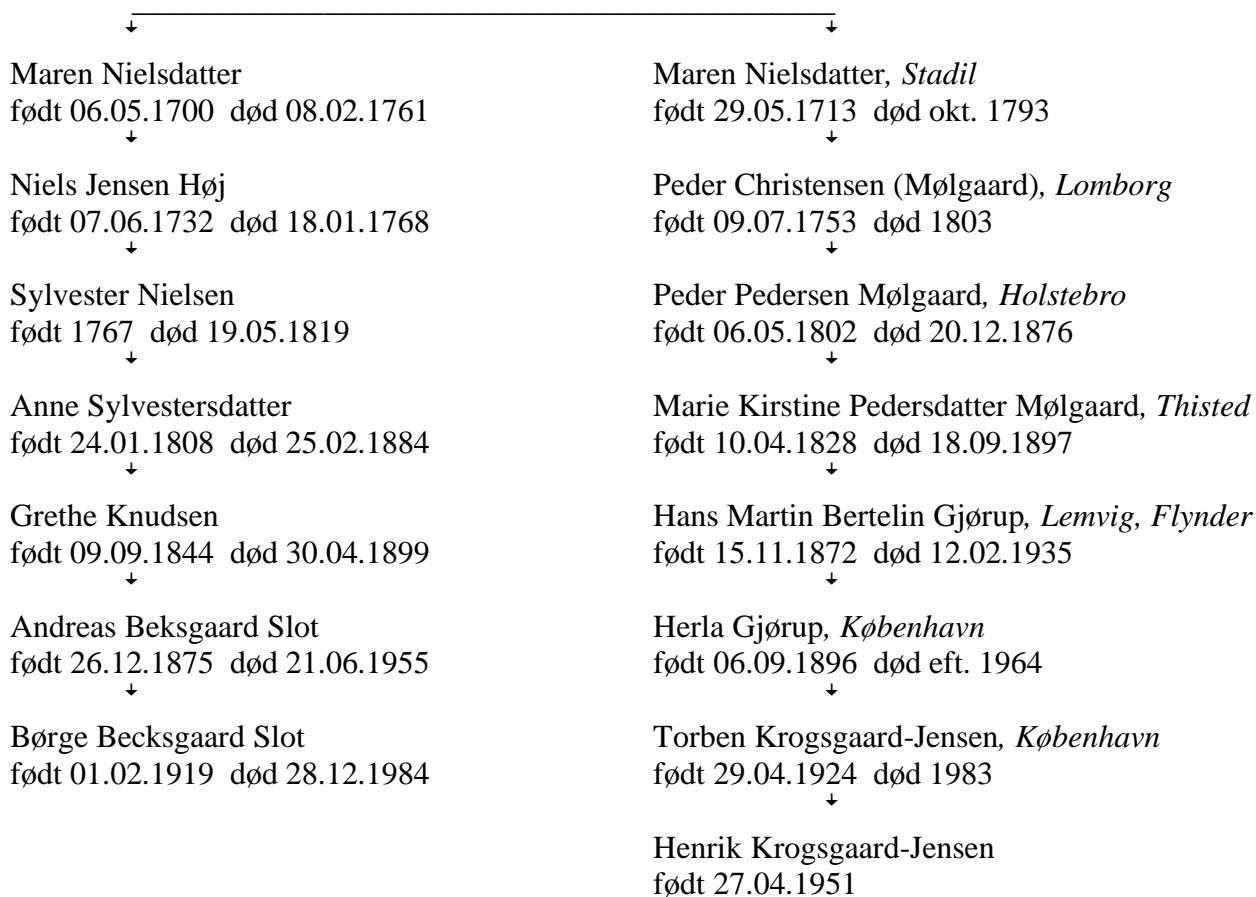 Maren Nielsdatter
født 06.05.1700 død 08.02.1761
Niels Jensen Høj
født 07.06.1732 død 18.01.1768
Sylvester Nielsen
født 1767 død 19.05.1819
Anne Sylvestersdatter
født 24.01.1808 død 25.02.1884
Grethe Knudsen
født 09.09.1844 død 30.04.1899
Andreas Beksgaard Slot
født 26.12.1875 død 21.06.1955
Børge Becksgaard Slot
født 01.02.1919 død 28.12.1984
Maren Nielsdatter, Stadil
født 29.05.1713 død okt. 1793
Peder Christensen (Mølgaard), Lomborg
født 09.07.1753 død 1803
Peder Pedersen Mølgaard, Holstebro
født 06.05.1802 død 20.12.1876
Marie Kirstine Pedersdatter Mølgaard, Thisted
født 10.04.1828 død 18.09.1897
Hans Martin Bertelin Gjørup, Lemvig, Flynder
født 15.11.1872 død 12.02.1935
Herla Gjørup, København
født 06.09.1896 død eft. 1964
Torben Krogsgaard-Jensen, København
født 29.04.1924 død 1983
Henrik Krogsgaard-Jensen
født 27.04.1951